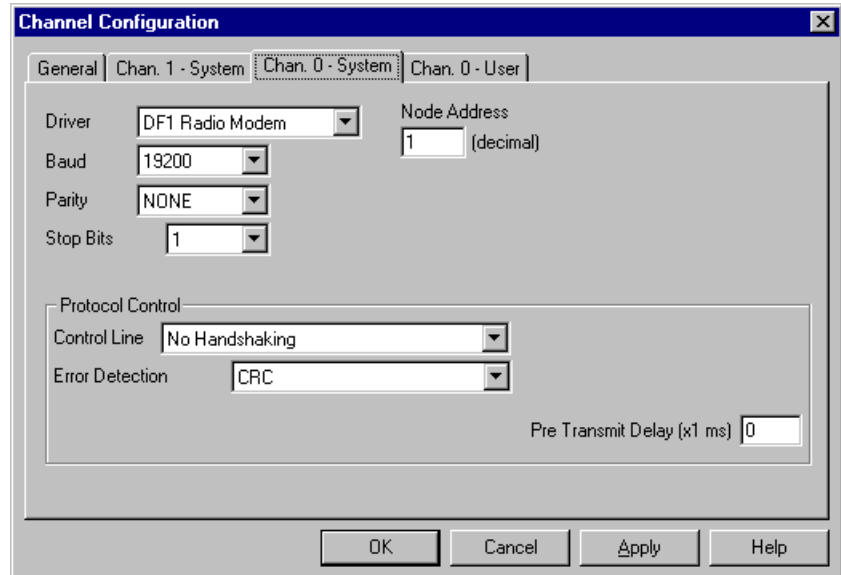 Channel Configuration
General Chan. 1 - System Chan. 0 - System Chan. 0 - User
Driver DF1 Radio Modem Node Address
Baud 19200 1 (decimal)
Parity NONE
Stop Bits 1
Protocol Control
Control Line No Handshaking
Error Detection CRC
Pre Transmit Delay (x1 ms) 0
OK Cancel Apply Help